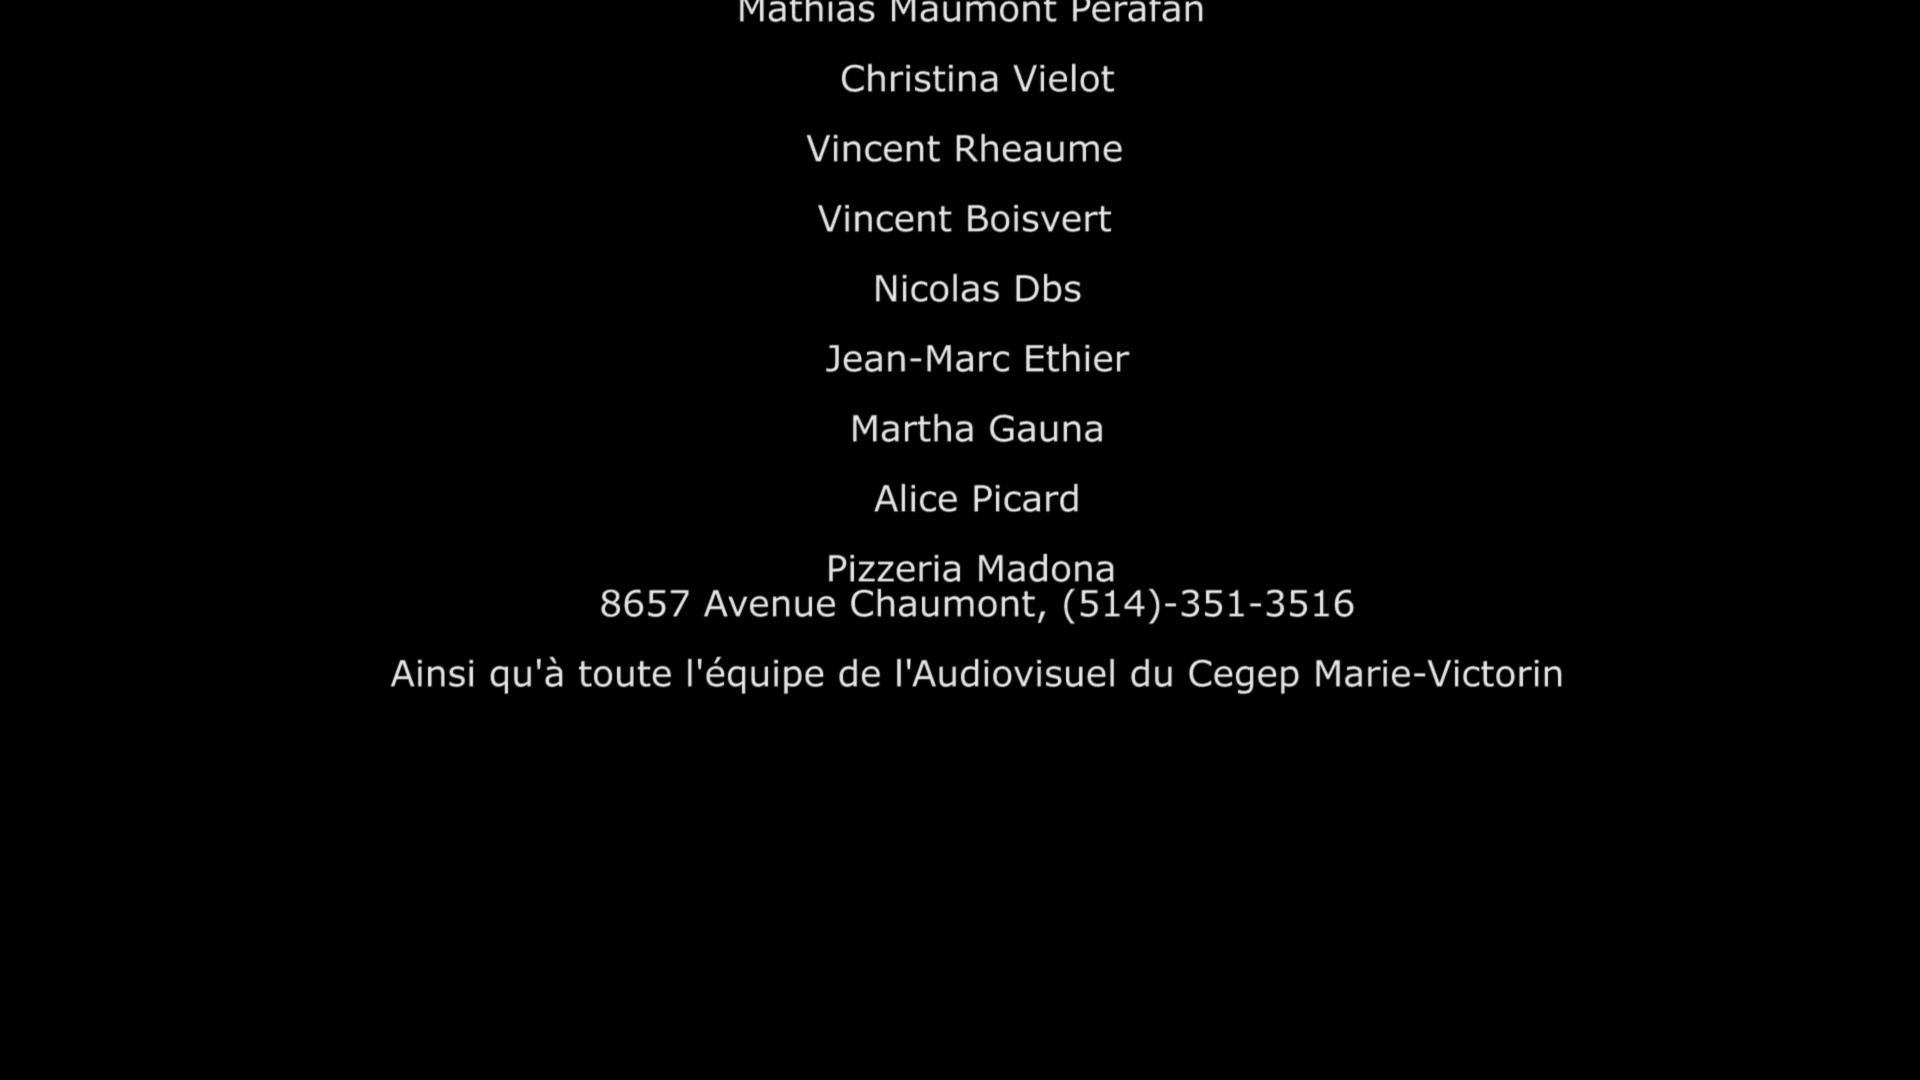 Mathias Maumont Perafan
Christina Vielot
Vincent Rheaume
Vincent Boisvert
Nicolas Dbs
Jean-Marc Ethier
Martha Gauna
Alice Picard
Pizzeria Madona
8657 Avenue Chaumont, (514)-351-3516
Ainsi qu'à toute l'équipe de l'Audiovisuel du Cegep Marie-Victorin